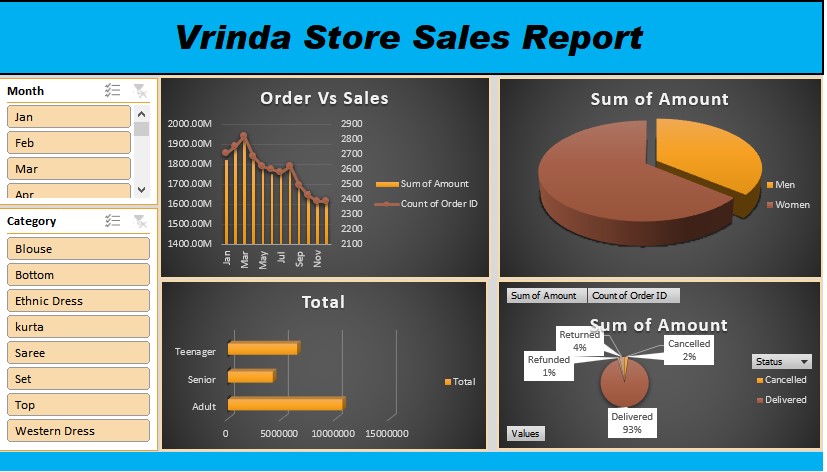 Vrinda Store Sales Report
Month
Jan
Feb
Mar
Apr
Category
Blouse
Bottom
Ethnic Dress
kurta
Saree
Set
Top
Western Dress
Order Vs Sales
2000.00M
1900.00M
1800.00M
1700.00M
1600.00M
1500.00M
1400.00M
2900
2800
2700
2600
2500
2400
2300
2200
2100
Jan
Mar
May
Jul
Sep
Nov
Sum of Amount
Count of Order ID
Sum of Amount
Men
Women
Total
Teenager
Senior
Adult
0 5000000 10000000 15000000
Total
Sum of Amount Count of Order ID
Sum of Amount
Returned
4%
Cancelled
2%
Refunded
1%
Delivered
93%
Status
Cancelled
Delivered
Values